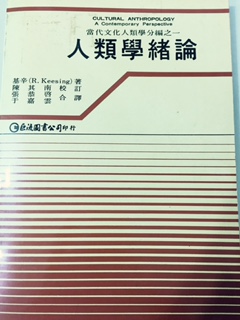 CULTURAL ANTHROPOLOGY
A Contemporary Perspective
當代文化人類學分編之一
人類學緒論
基辛(R.Keesing)著
陳其南校訂
張恭啓 于嘉雲 合譯
巨流圖書公司印行